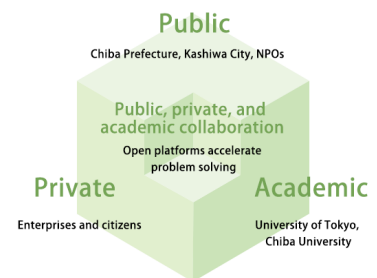 Public
Chiba Prefecture, Kashiwa City, NPOs
Public, private, and
academic collaboration
Open platforms accelerate
problem solving
Private
Academic
Enterprises and citizens
University of Tokyo,
Chiba University